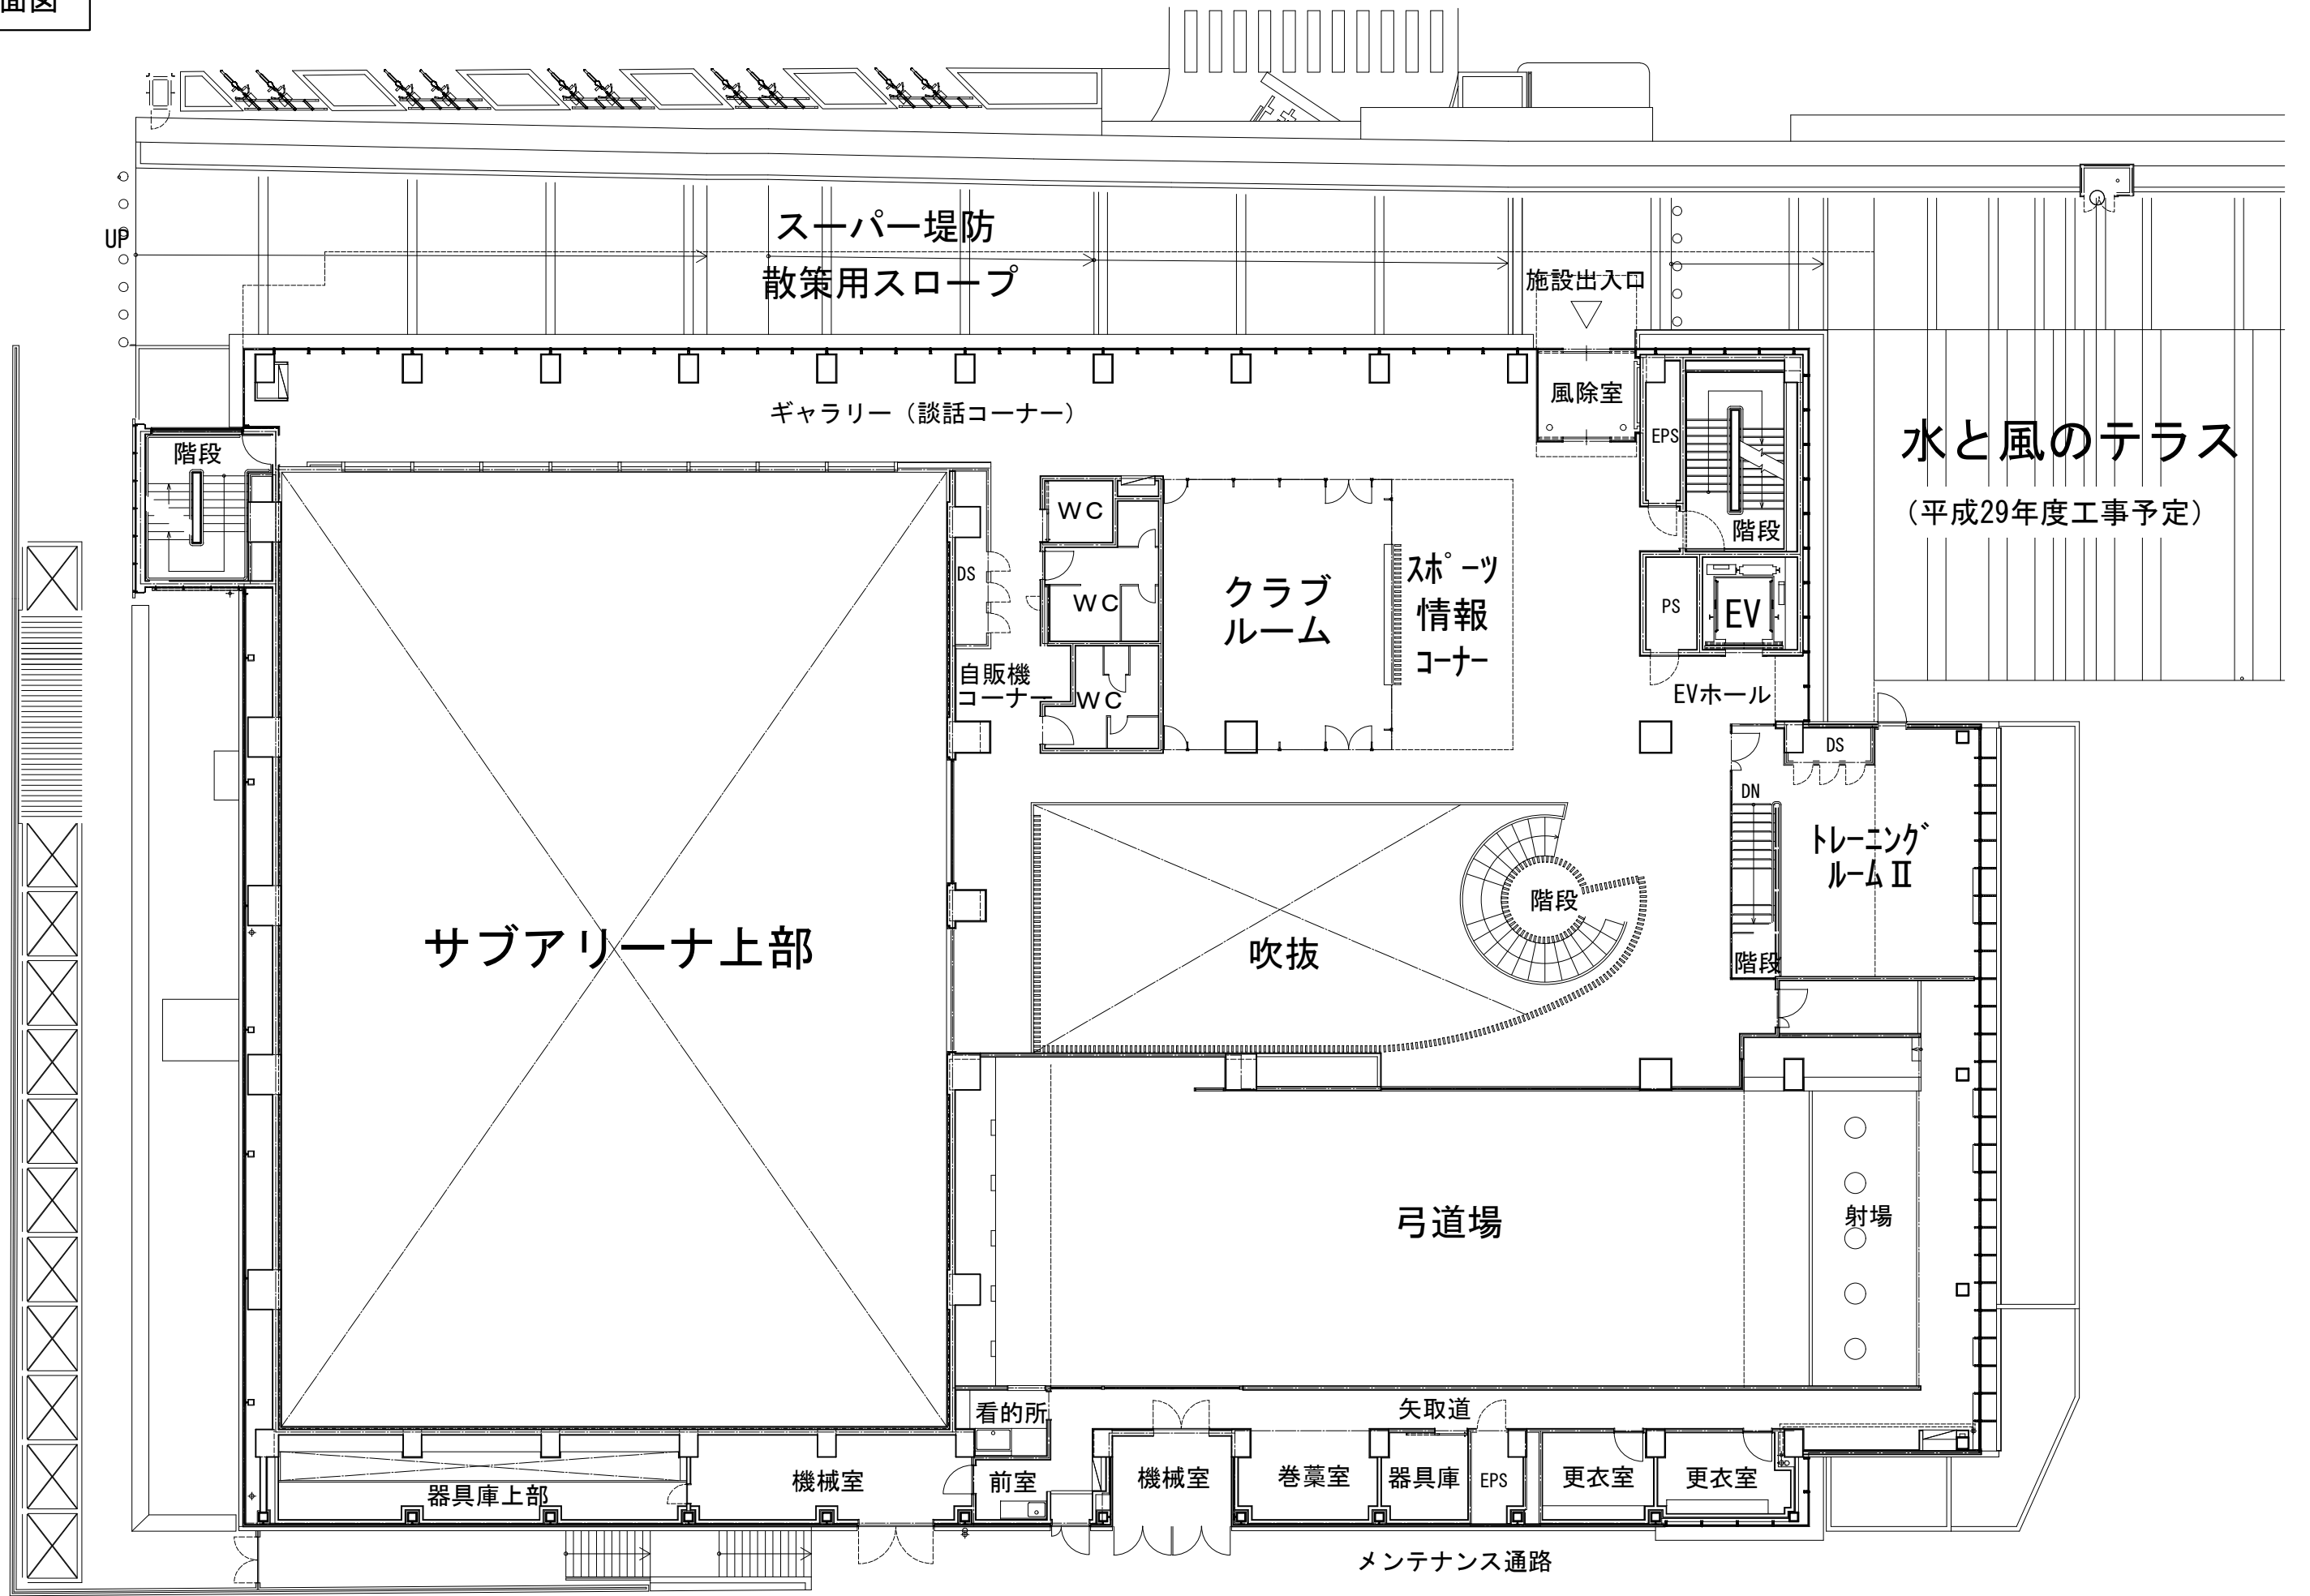 面図
スーパー堤防
UP
散策用スロープ
施設出入口
風除室
ギャラリー（談話コーナー）
EPS
階段
水と風のテラス
（平成29年度工事予定）
WC
階段
DS
スポーツ
情報
コーナー
クラブ
ルーム
WC
PS
EV
自販機
コーナー
WC
EVホール
DS
DN
トレーニング
ルームⅡ
階段
サブアリーナ上部
吹抜
階段
弓道場
射場
看的所
矢取道
機械室
前室
機械室
巻藁室
器具庫
EPS
更衣室
更衣室
器具庫上部
メンテナンス通路